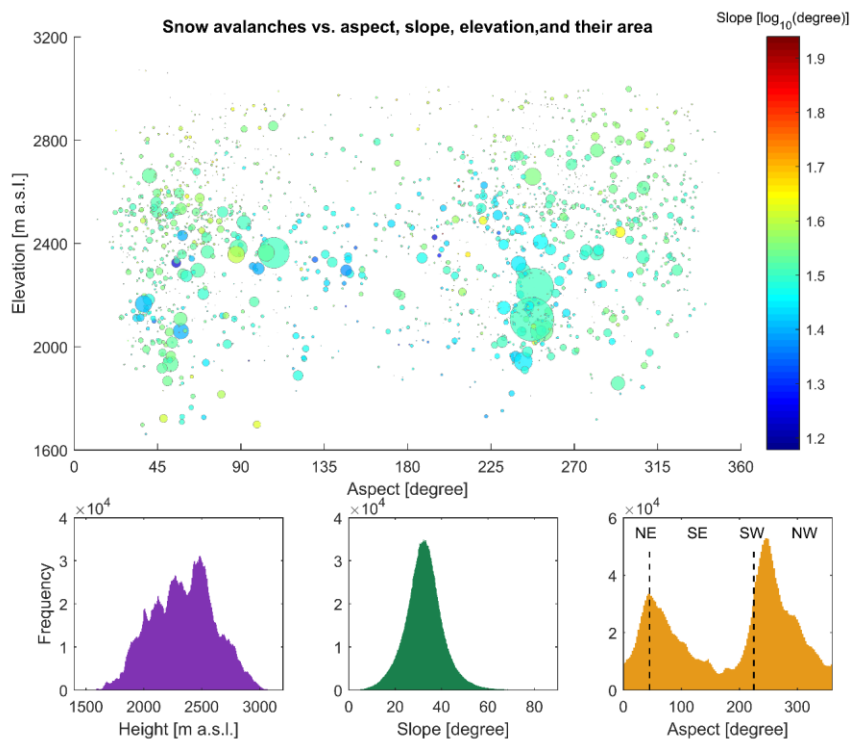 Snow avalanches vs. aspect, slope, elevation,and their area
Slope [log10(degree)]
3200
2800
2400
2000
1600
Elevation [m a.s.l.]
0 45 90 135 180 225 270 315 360
Aspect [degree]
1.9
1.8
1.7
1.6
1.5
1.4
1.3
1.2
×10^4
4
3
2
1
0
Frequency
1500 2000 2500 3000
Height [m a.s.l.]
×10^4
4
3
2
1
0
0 20 40 60 80
Slope [degree]
×10^4
6
4
2
0
NE SE SW NW
0 100 200 300
Aspect [degree]